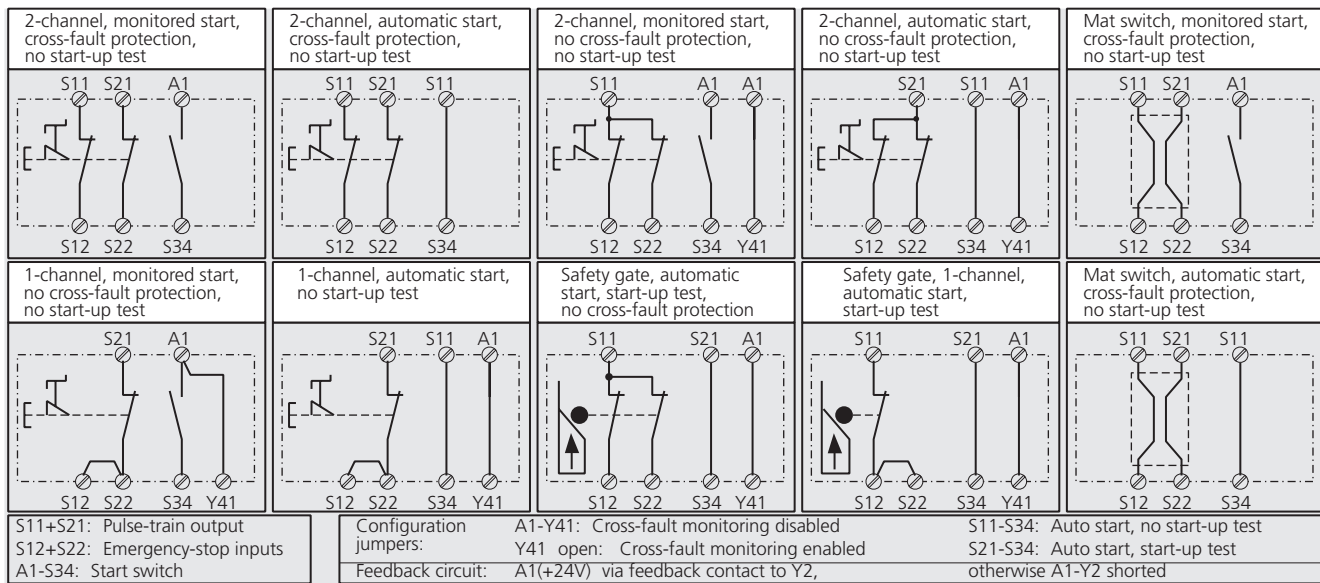 2-channel, monitored start,
cross-fault protection,
no start-up test
S11 S21 A1
S12 S22 S34
2-channel, automatic start,
cross-fault protection,
no start-up test
S11 S21 S11
S12 S22 S34
2-channel, monitored start,
no cross-fault protection,
no start-up test
S11 A1 A1
S12 S22 S34 Y41
2-channel, automatic start,
no cross-fault protection,
no start-up test
S21 S11 A1
S12 S22 S34 Y41
Mat switch, monitored start,
cross-fault protection,
no start-up test
S11 S21 A1
S12 S22 S34
1-channel, monitored start,
no cross-fault protection,
no start-up test
S21 A1
S12 S22 S34 Y41
1-channel, automatic start,
no start-up test
S21 S11 A1
S12 S22 S34 Y41
Safety gate, automatic
start, start-up test,
no cross-fault protection
S11 S21 A1
S12 S22 S34 Y41
Safety gate, 1-channel,
automatic start,
start-up test
S11 S21 A1
S12 S22 S34 Y41
Mat switch, automatic start,
cross-fault protection,
no start-up test
S11 S21 S11
S12 S22 S34
S11+S21: Pulse-train output
S12+S22: Emergency-stop inputs
A1-S34: Start switch
Configuration A1-Y41: Cross-fault monitoring disabled S11-S34: Auto start, no start-up test
jumpers: Y41 open: Cross-fault monitoring enabled S21-S34: Auto start, start-up test
Feedback circuit: A1(+24V) via feedback contact to Y2, otherwise A1-Y2 shorted